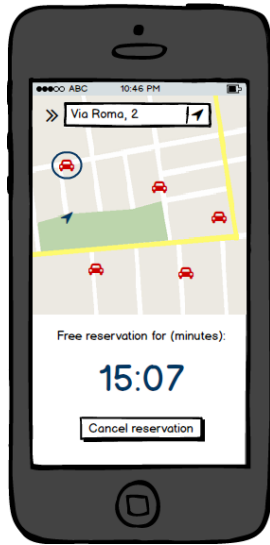 ABC 10:46 PM
Via Roma, 2
Free reservation for (minutes):
15:07
Cancel reservation